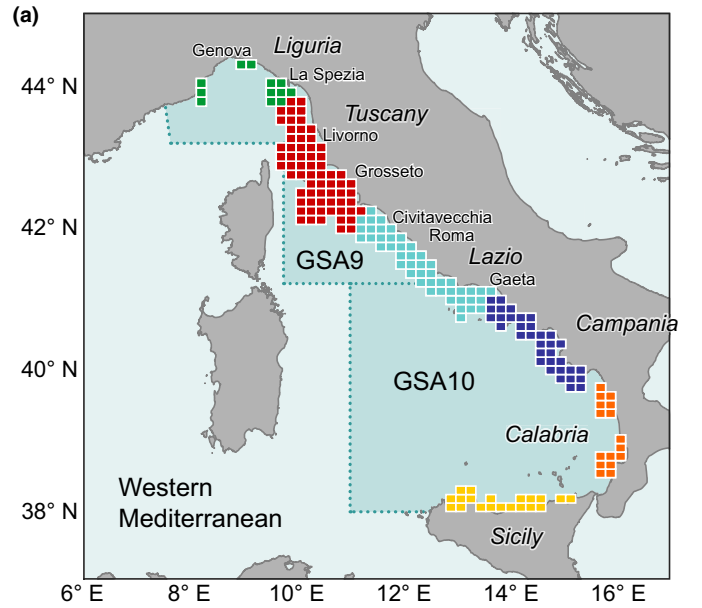 (a)
Genova
Liguria
44° N
La Spezia
Tuscany
Livorno
Grosseto
42° N
Civitavecchia
Roma
Lazio
GSA9
Gaeta
Campania
40° N
GSA10
Calabria
Western
Mediterranean
38° N
Sicily
6° E 8° E 10° E 12° E 14° E 16° E